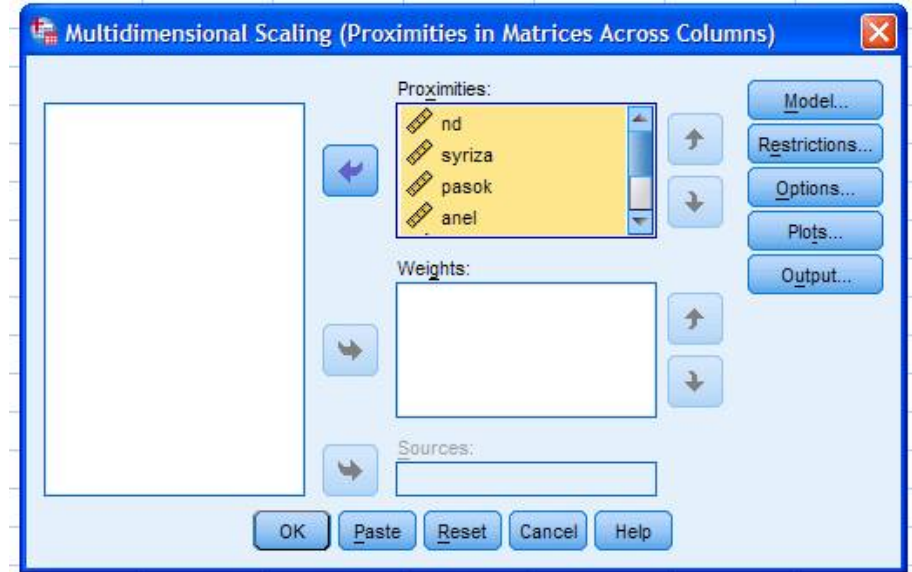 Multidimensional Scaling (Proximities in Matrices Across Columns)
Proximities:
nd
syriza
pasok
anel
Weights:
Sources:
Model...
Restrictions...
Options...
Plots...
Output...
OK Paste Reset Cancel Help